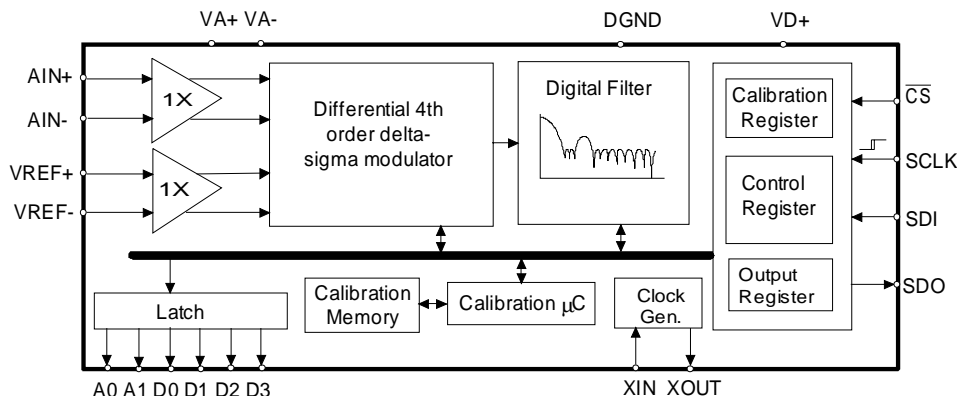 VA+ VA- DGND VD+
AIN+
AIN-
VREF+
VREF-
1X
1X
Differential 4th
order delta-
sigma modulator
Digital Filter
Calibration
Register
Control
Register
Output
Register
CS
SCLK
SDI
SDO
Latch
Calibration
Memory
Calibration µC
Clock
Gen.
A0 A1 D0 D1 D2 D3 XIN XOUT